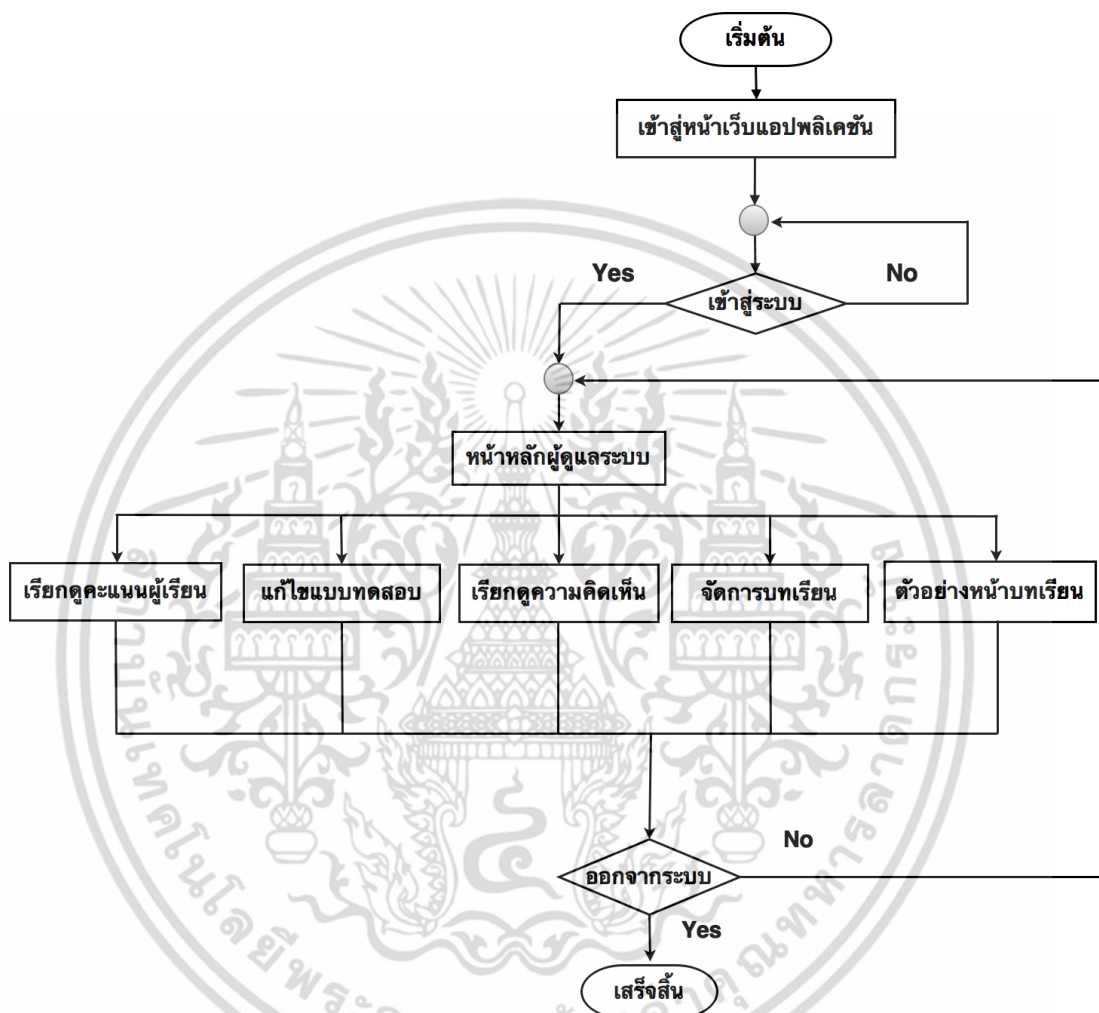 เริ่มต้น
เข้าสู่หน้าเว็บแอปพลิเคชัน
Yes
No
เข้าสู่ระบบ
หน้าหลักผู้ดูแลระบบ
เรียกดูคะแนนผู้เรียน
แก้ไขแบบทดสอบ
เรียกดูความคิดเห็น
จัดการบทเรียน
ตัวอย่างหน้าบทเรียน
No
ออกจากระบบ
Yes
เสร็จสิ้น